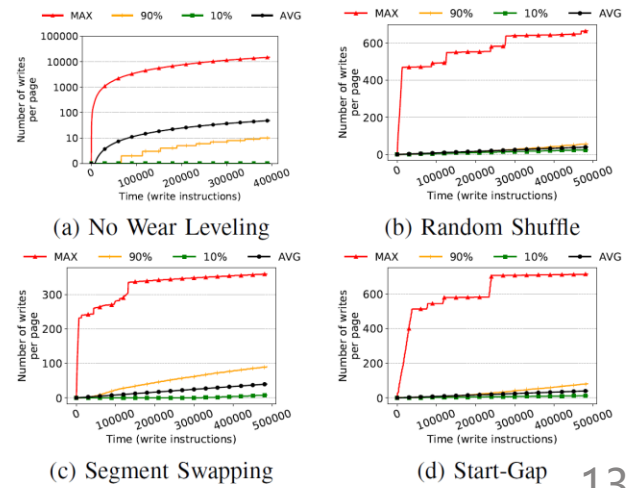 MAX 90% 10% AVG
100000
10000
1000
100
10
0
Number of writes
per page
0 100000 200000 300000 400000
Time (write instructions)
(a) No Wear Leveling
MAX 90% 10% AVG
600
400
200
0
Number of writes
per page
0 100000 200000 300000 400000 500000
Time (write instructions)
(b) Random Shuffle
MAX 90% 10% AVG
300
200
100
0
Number of writes
per page
0 100000 200000 300000 400000 500000
Time (write instructions)
(c) Segment Swapping
MAX 90% 10% AVG
600
400
200
0
Number of writes
per page
0 100000 200000 300000 400000 500000
Time (write instructions)
(d) Start-Gap
13